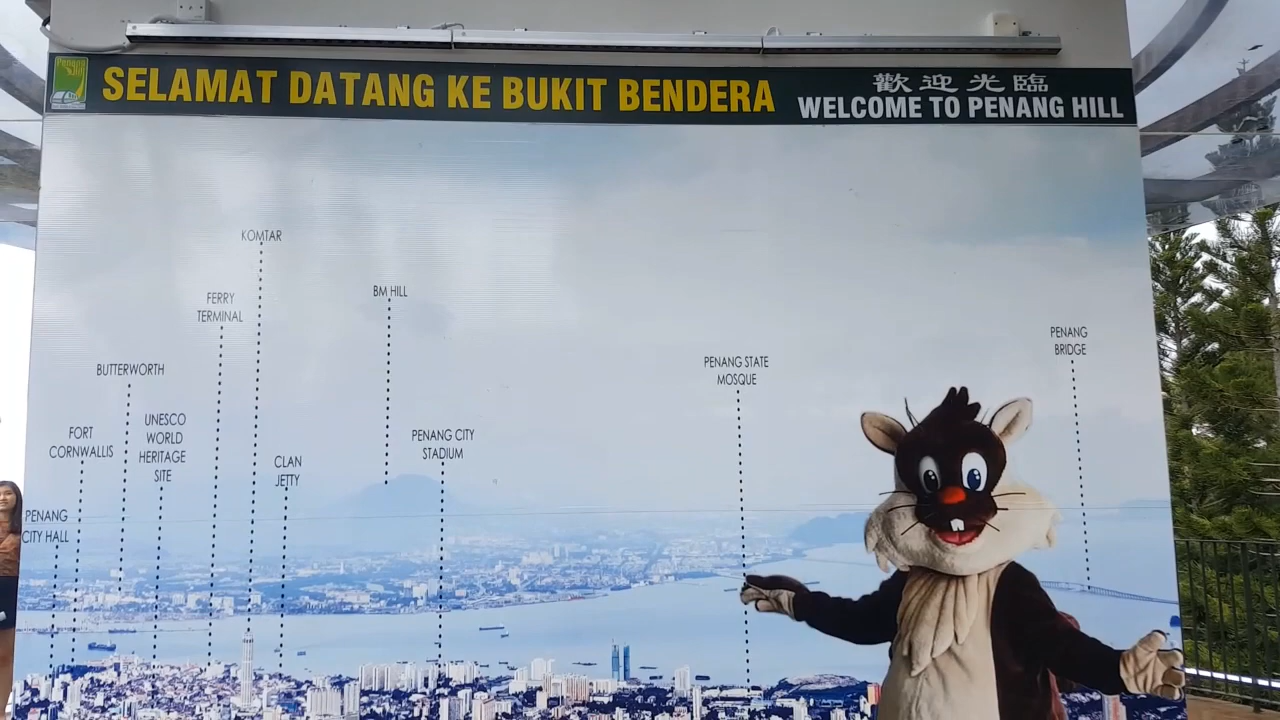 Penang Hill
SELAMAT DATANG KE BUKIT BENDERA
歡迎光臨
WELCOME TO PENANG HILL
KOMTAR
BM HILL
FERRY
TERMINAL
PENANG
BRIDGE
PENANG STATE
MOSQUE
BUTTERWORTH
UNESCO
WORLD
HERITAGE
SITE
FORT
CORNWALLIS
PENANG CITY
STADIUM
CLAN
JETTY
PENANG
CITY HALL